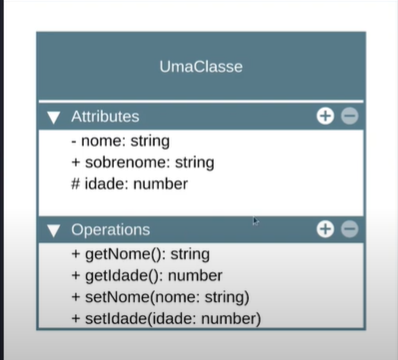 UmaClasse
Attributes
- nome: string
+ sobrenome: string
# idade: number
Operations
+ getNome(): string
+ getIdade(): number
+ setNome(nome: string)
+ setIdade(idade: number)